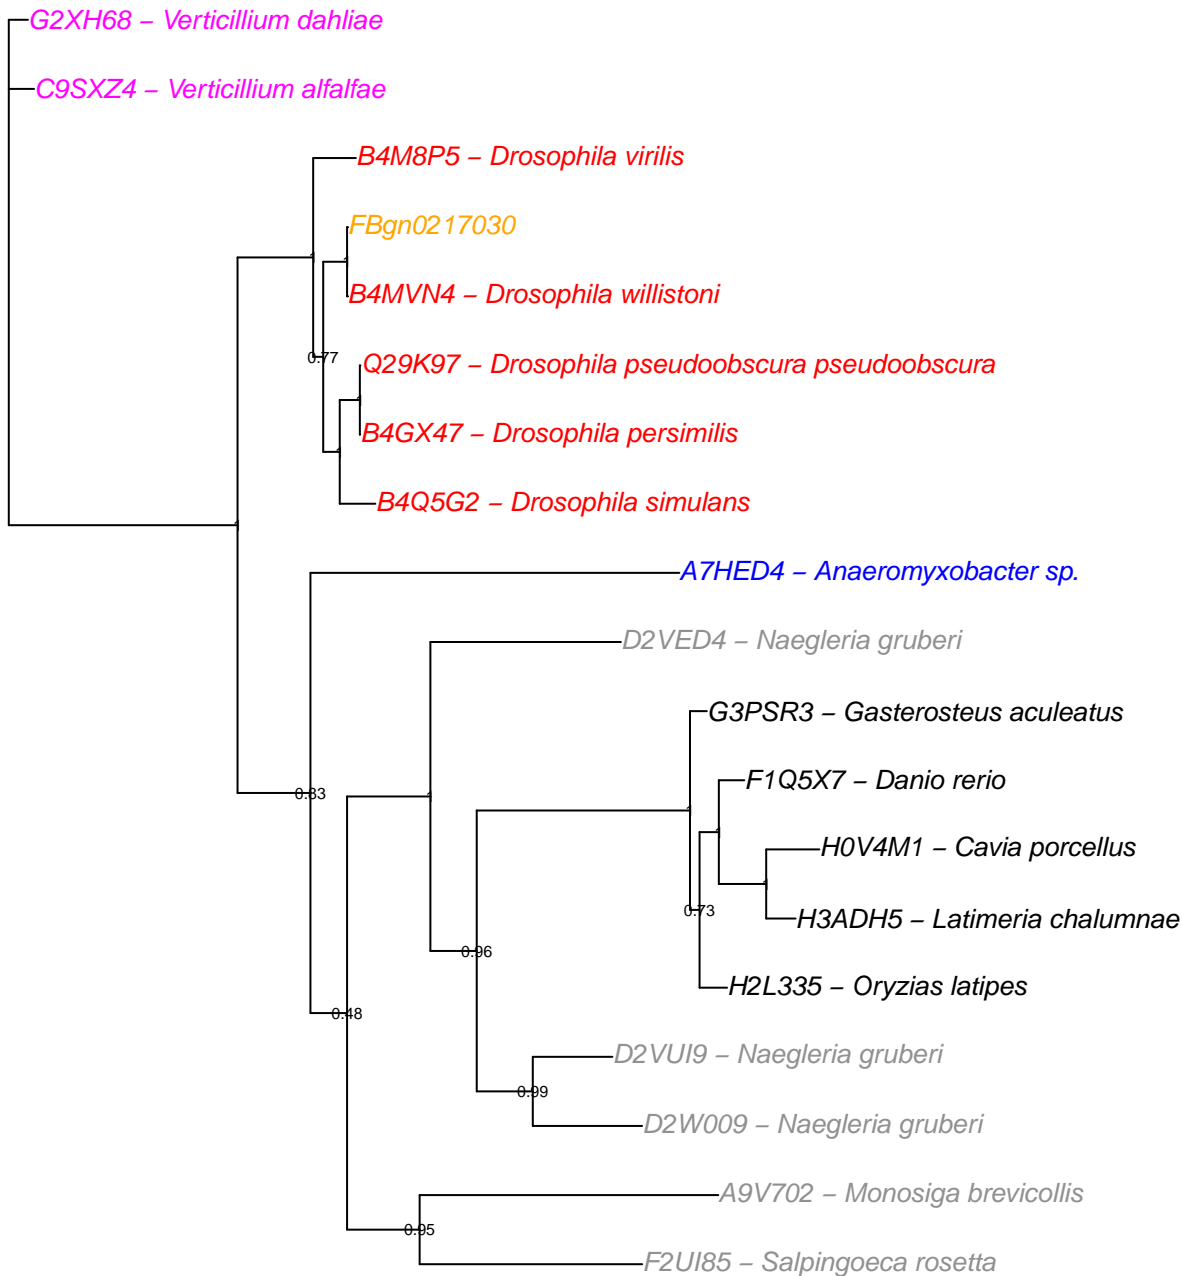 G2XH68 – Verticillium dahliae
C9SXZ4 – Verticillium alfalfae
B4M8P5 – Drosophila virilis
FBgn0217030
B4MVN4 – Drosophila willistoni
0.77
Q29K97 – Drosophila pseudoobscura pseudoobscura
B4GX47 – Drosophila persimilis
B4Q5G2 – Drosophila simulans
A7HED4 – Anaeromyxobacter sp.
D2VED4 – Naegleria gruberi
G3PSR3 – Gasterosteus aculeatus
F1Q5X7 – Danio rerio
0.83
H0V4M1 – Cavia porcellus
0.73
H3ADH5 – Latimeria chalumnae
0.96
H2L335 – Oryzias latipes
0.48
D2VUI9 – Naegleria gruberi
0.99
D2W009 – Naegleria gruberi
A9V702 – Monosiga brevicollis
0.95
F2UI85 – Salpingoeca rosetta